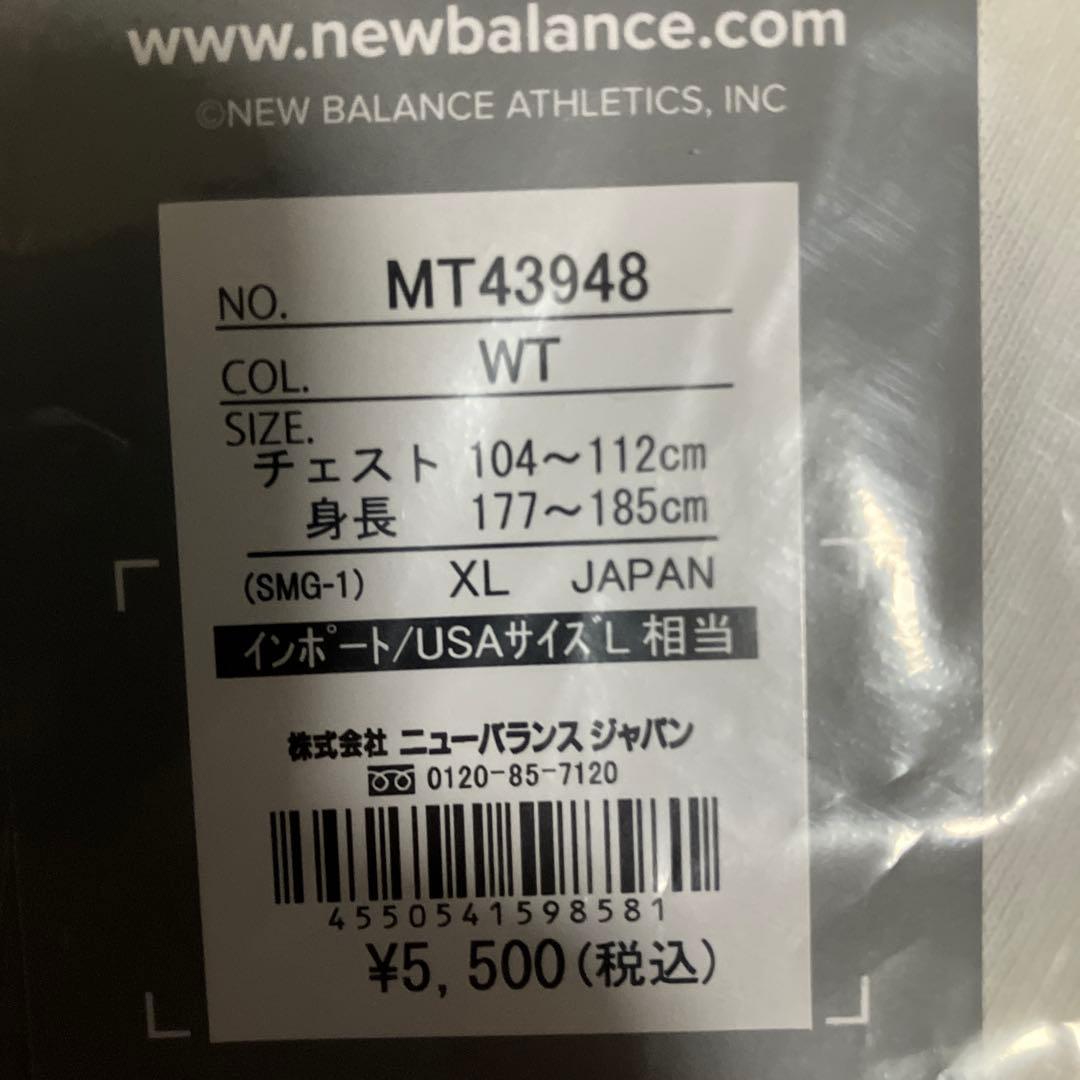 www.newbalance.com
©NEW BALANCE ATHLETICS, INC
NO. MT43948
COL. WT
SIZE.
チェスト 104～112cm
身長 177～185cm
(SMG-1) XL JAPAN
インポート/USAサイズL 相当
株式会社 ニューバランス ジャパン
0120-85-7120
4550541598581
¥5,500(税込)